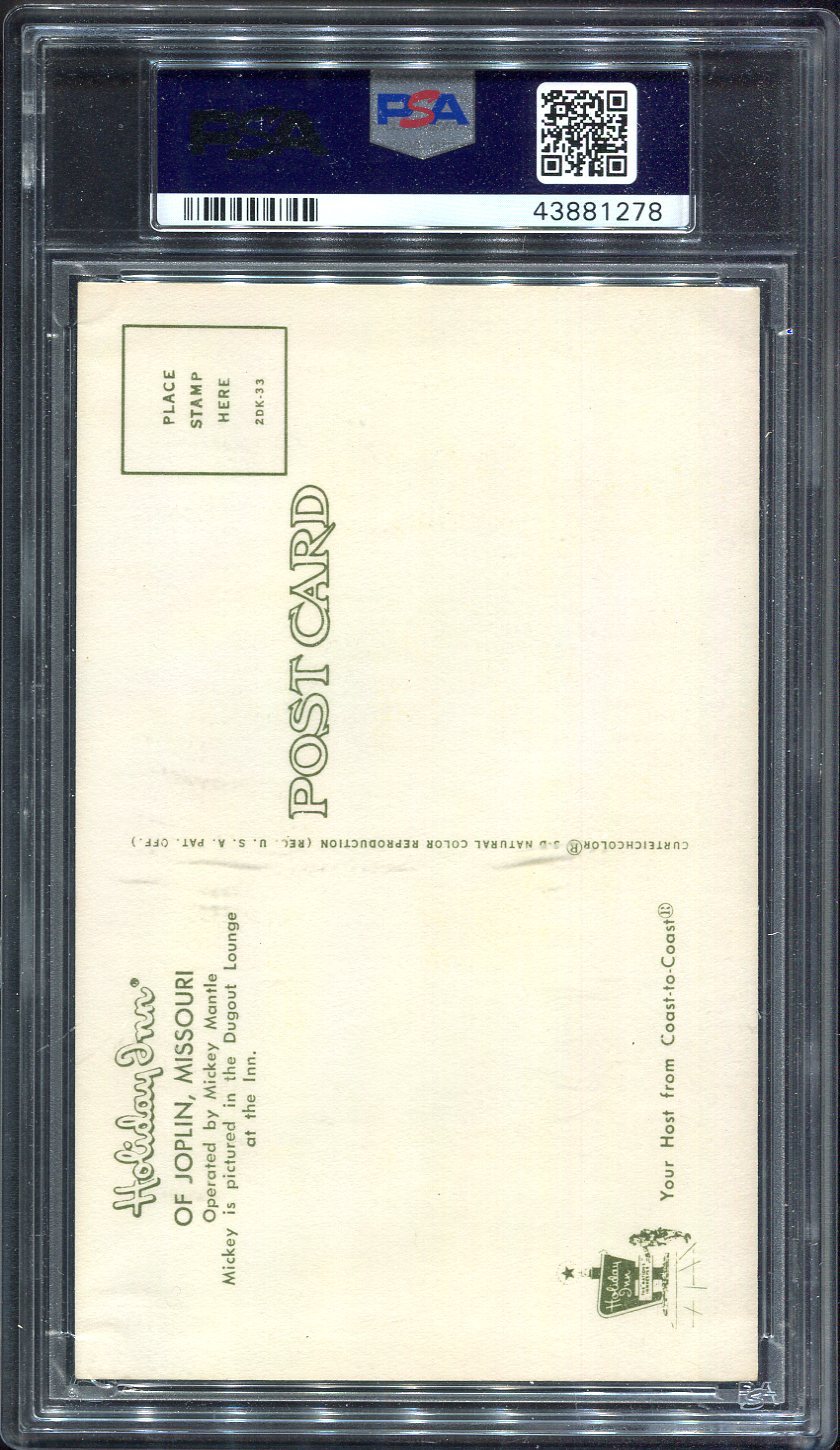 PSA
PSA
43881278
PLACE
STAMP
HERE
2DK-33
POST CARD
CURTEICHCOLOR® 3-D NATURAL COLOR REPRODUCTION (REG. U. S. A. PAT. OFF.)
Holiday Inn®
OF JOPLIN, MISSOURI
Operated by Mickey Mantle
Mickey is pictured in the Dugout Lounge
at the Inn.
Holiday
Inn
Your Host from Coast-to-Coast®
PSA